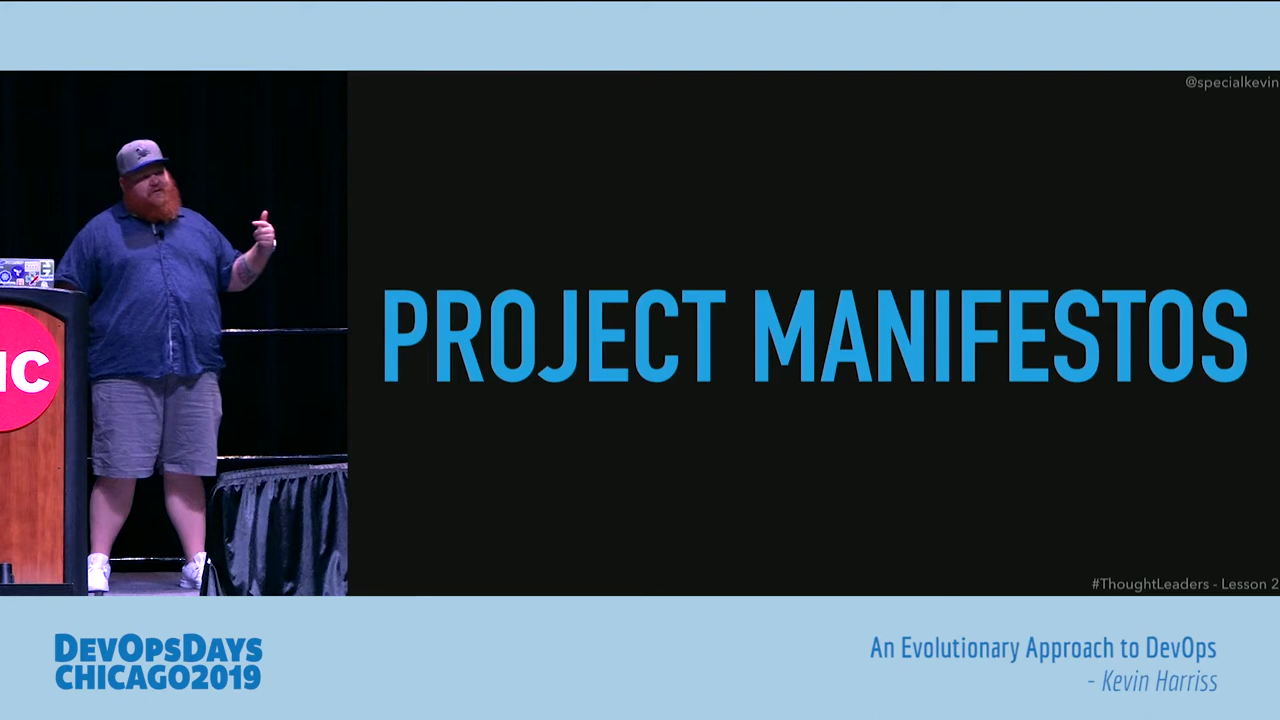 @specialkevin
PROJECT MANIFESTOS
IC
#ThoughtLeaders - Lesson 2
DEVOPSDAYS
CHICAGO2019
An Evolutionary Approach to DevOps
- Kevin Harriss